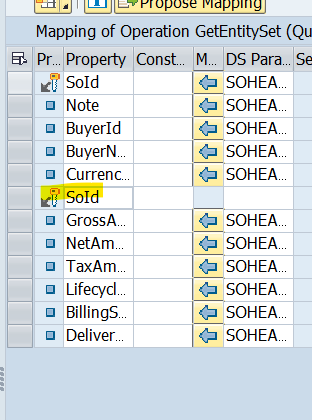 Propose Mapping
Mapping of Operation GetEntitySet (Qu
Pr... Property Const... M... DS Para... Se
SoId SOHEA...
Note SOHEA...
BuyerId SOHEA...
BuyerN... SOHEA...
Currenc... SOHEA...
SoId
GrossA... SOHEA...
NetAm... SOHEA...
TaxAm... SOHEA...
Lifecycl... SOHEA...
BillingS... SOHEA...
Deliver... SOHEA...